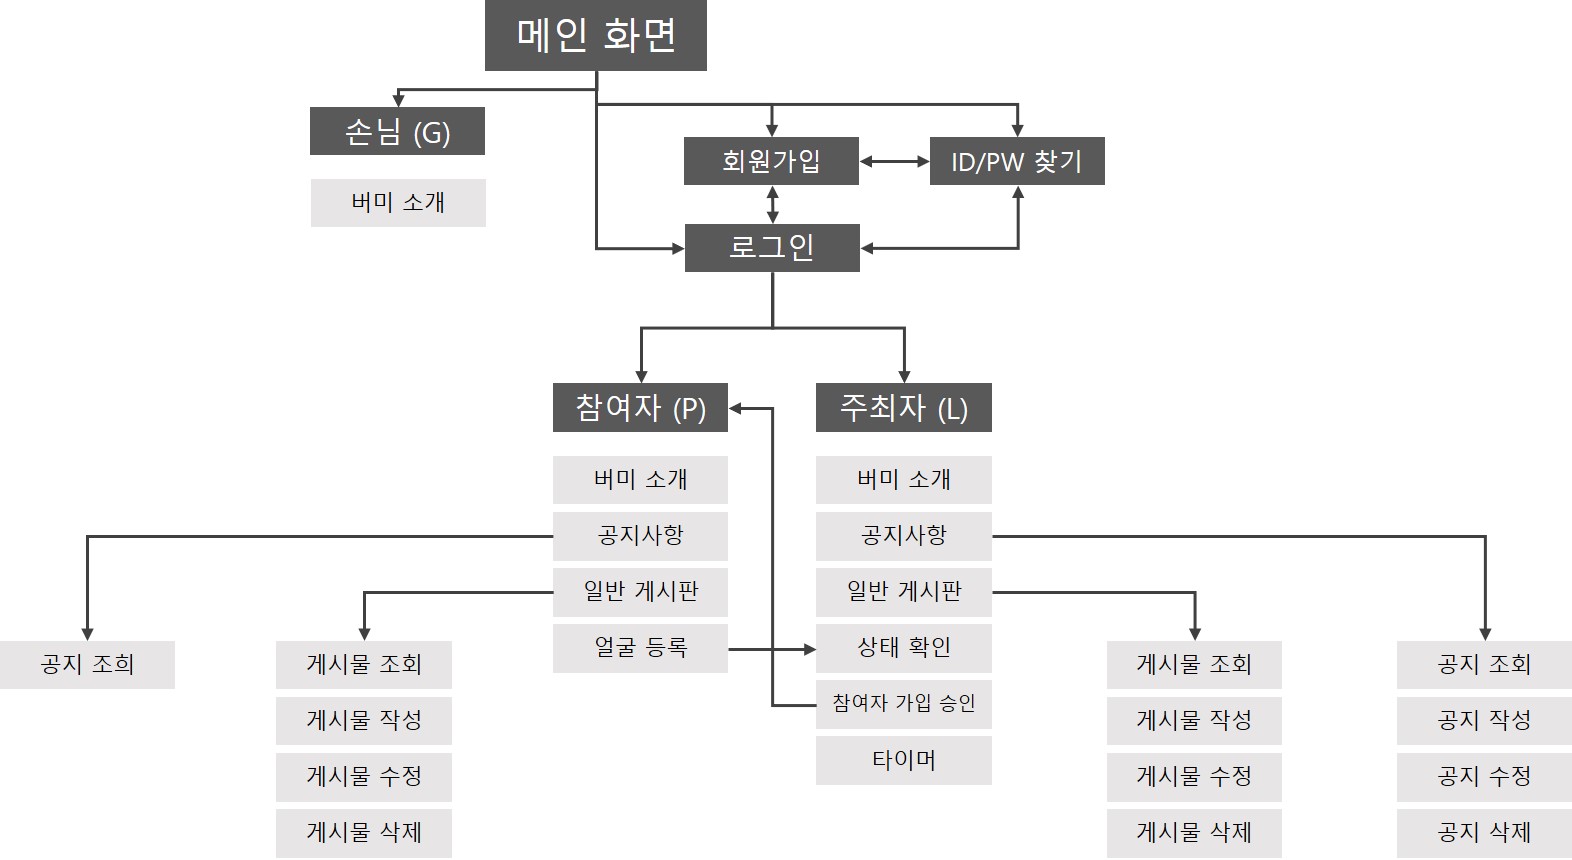 메인 화면
손님 (G)
버미 소개
회원가입
ID/PW 찾기
로그인
참여자 (P)
주최자 (L)
버미 소개
버미 소개
공지사항
공지사항
일반 게시판
일반 게시판
얼굴 등록
상태 확인
참여자 가입 승인
타이머
공지 조희
게시물 조회
게시물 작성
게시물 수정
게시물 삭제
게시물 조회
게시물 작성
게시물 수정
게시물 삭제
공지 조회
공지 작성
공지 수정
공지 삭제